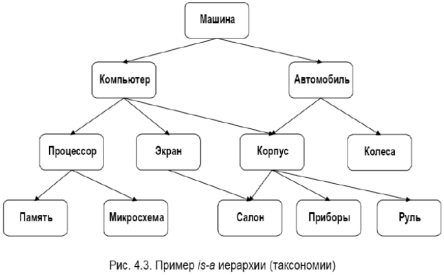 Машина
Компьютер Автомобиль
Процессор Экран Корпус Колеса
Память Микросхема Салон Приборы Руль
Рис. 4.3. Пример is-a иерархии (таксономии)